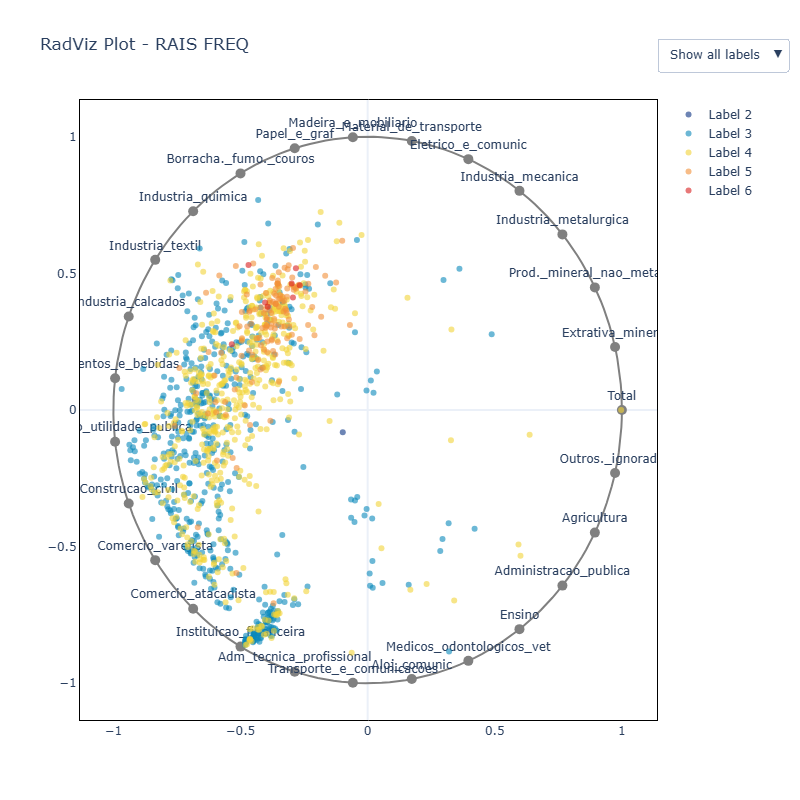 RadViz Plot - RAIS FREQ
Show all labels
Label 2
Label 3
Label 4
Label 5
Label 6
Madeira_e_mobiliario
Material_de_transporte
Papel_e_graf
Eletrico_e_comunic
Borracha._fumo._couros
Industria_mecanica
Industria_quimica
Industria_metalurgica
Industria_textil
Prod._mineral_nao_meta
ndustria_calcados
Extrativa_miner
entos_e_bebidas
Total
o_utilidade_publica
Outros._ignorad
Construcao_civil
Agricultura
Comercio_varejista
Administracao_publica
Comercio_atacadista
Ensino
Instituicao_financeira
Medicos_odontologicos_vet
Adm_tecnica_profissional
Aloj_comunic
Transporte_e_comunicacoes
1
0.5
0
−0.5
−1
−1
−0.5
0
0.5
1